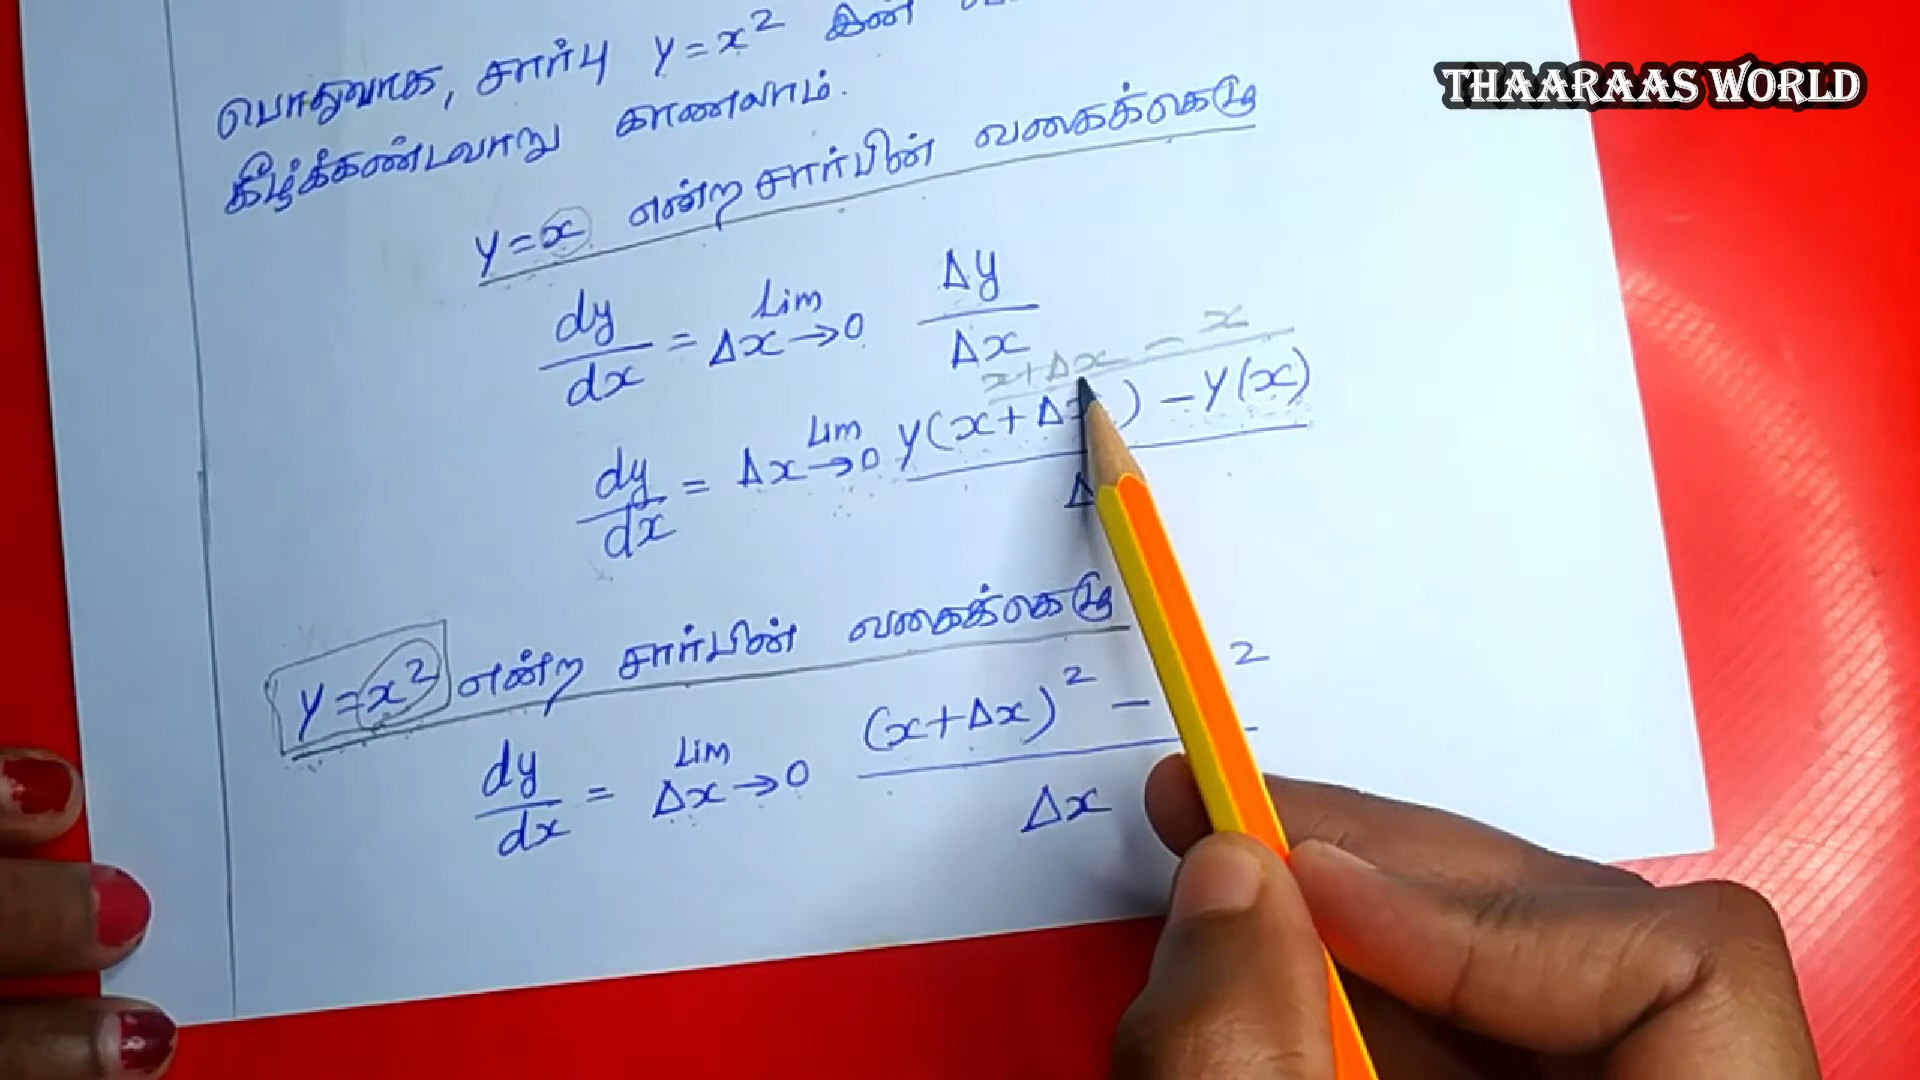 THAARAAS WORLD
பொதுவாக, சார்பு y = x² இன்
கீழ்க்கண்டவாறு காணலாம்.
y = x என்ற சார்பின் வகைக்கெழு
dy/dx = Lim Δx→0 Δy/Δx
x+Δx − x
dy/dx = Lim Δx→0 y(x+Δx) − y(x) / Δ
y = x² என்ற சார்பின் வகைக்கெழு
dy/dx = Lim Δx→0 (x+Δx)² − ² / Δx